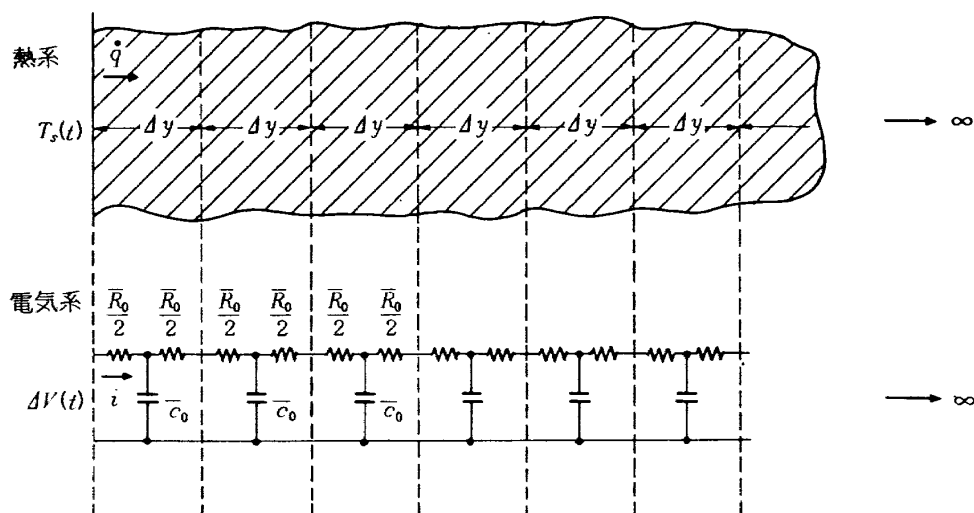 熱系
q̇
T_s(t)
Δy Δy Δy Δy Δy Δy
∞
電気系
R̄₀/2 R̄₀/2 R̄₀/2 R̄₀/2 R̄₀/2 R̄₀/2
ΔV(t)
i
c̄₀ c̄₀ c̄₀
∞